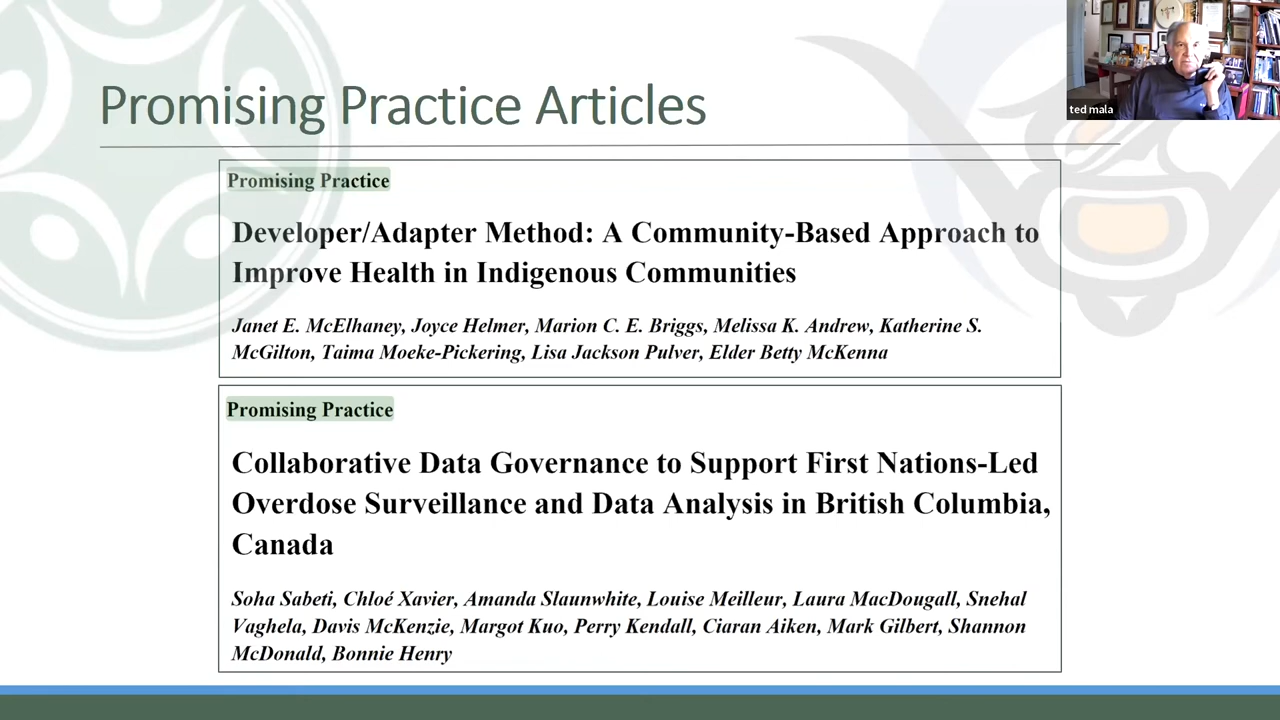 Promising Practice Articles
ted mala
Promising Practice
Developer/Adapter Method: A Community-Based Approach to
Improve Health in Indigenous Communities
Janet E. McElhaney, Joyce Helmer, Marion C. E. Briggs, Melissa K. Andrew, Katherine S.
McGilton, Taima Moeke-Pickering, Lisa Jackson Pulver, Elder Betty McKenna
Promising Practice
Collaborative Data Governance to Support First Nations-Led
Overdose Surveillance and Data Analysis in British Columbia,
Canada
Soha Sabeti, Chloé Xavier, Amanda Slaunwhite, Louise Meilleur, Laura MacDougall, Snehal
Vaghela, Davis McKenzie, Margot Kuo, Perry Kendall, Ciaran Aiken, Mark Gilbert, Shannon
McDonald, Bonnie Henry